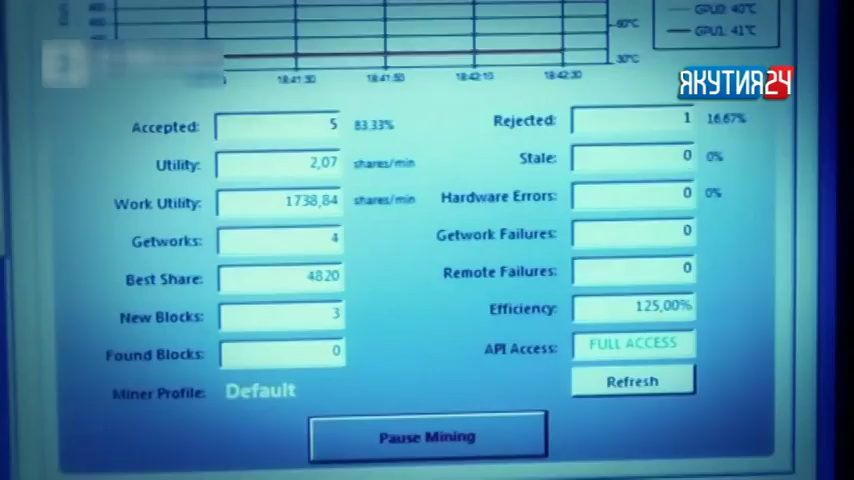 GPU0: 40°C
GPU1: 41°C
60°C
30°C
18:41:30 18:41:50 18:42:10 18:42:30
ЯКУТИЯ24
Accepted: 5 83.33% Rejected: 1 16.67%
Utility: 2,07 shares/min Stale: 0 0%
Work Utility: 1738,84 shares/min Hardware Errors: 0 0%
Getworks: 4 Getwork Failures: 0
Best Share: 4820 Remote Failures: 0
New Blocks: 3 Efficiency: 125,00%
Found Blocks: 0 API Access: FULL ACCESS
Miner Profile: Default Refresh
Pause Mining